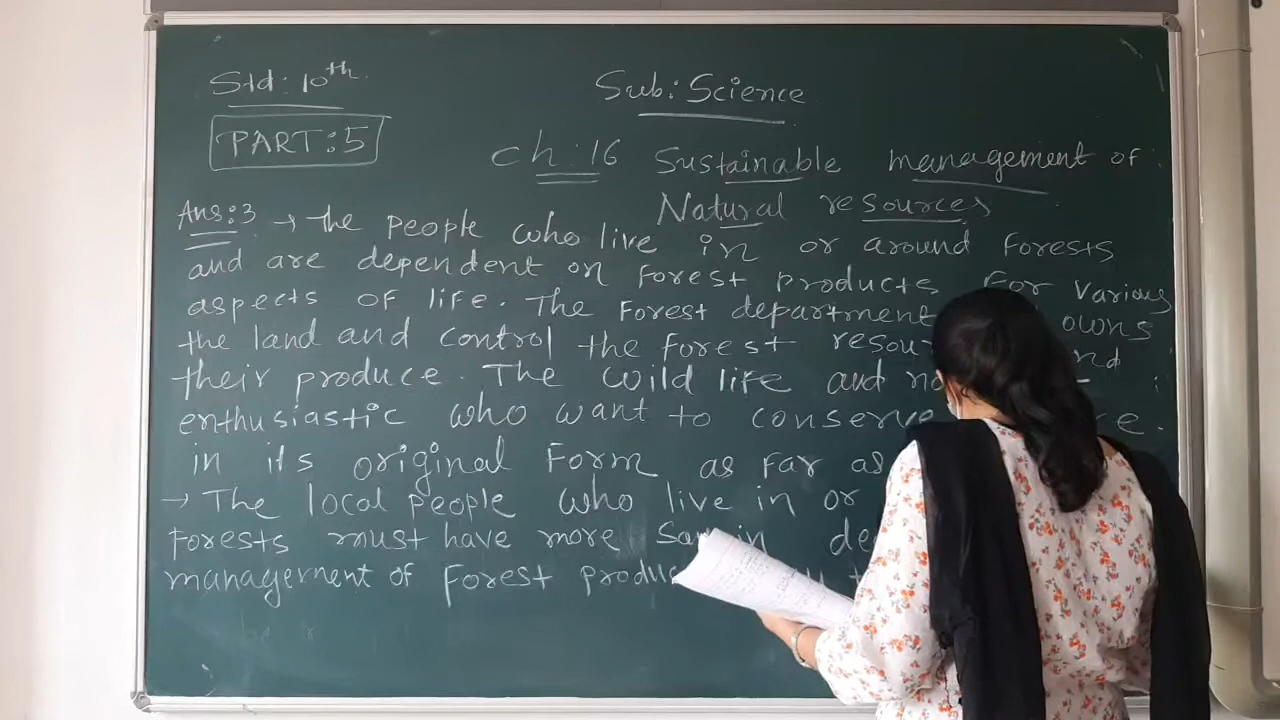 Std: 10th
Sub: Science
PART: 5
Ch: 16 Sustainable management of
Natural resources
Ans: 3 → The people who live in or around forests
and are dependent on forest products for various
aspects of life. The forest department owns
the land and control the forest
their produce. The wild life and
enthusiastic who want to conserve
in its original form as far as
→ The local people who live in or
forests must have more in
management of forest